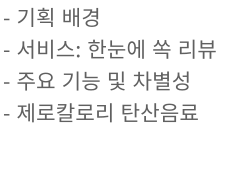 - 기획 배경
- 서비스: 한눈에 쏙 리뷰
- 주요 기능 및 차별성
- 제로칼로리 탄산음료